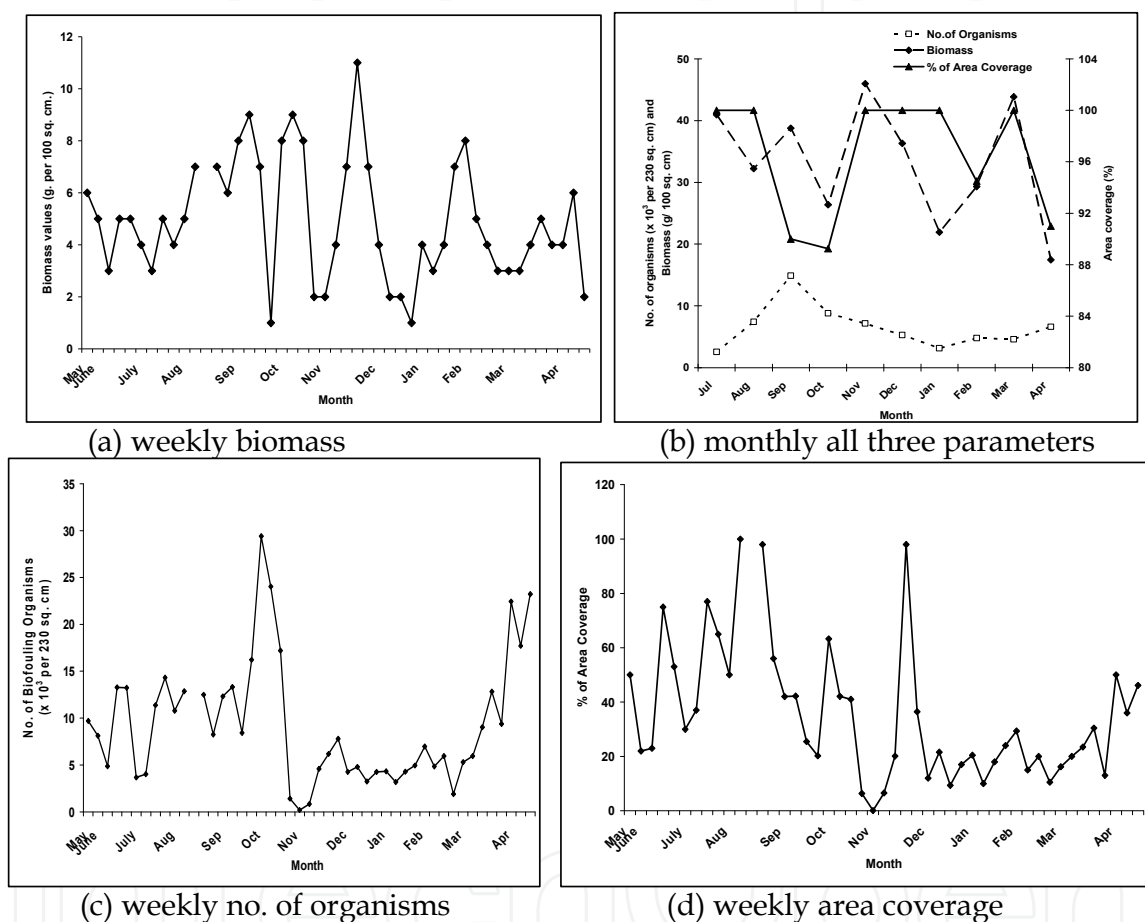 12
10
8
6
4
2
0
Biomass values (g. per 100 sq. cm.)
May
June
July
Aug
Sep
Oct
Nov
Dec
Jan
Feb
Mar
Apr
Month
(a) weekly biomass
No.of Organisms
Biomass
% of Area Coverage
50
40
30
20
10
0
No. of organisms (x 10³ per 230 sq. cm) and
Biomass (g/ 100 sq. cm)
104
100
96
92
88
84
80
Area coverage (%)
Jul
Aug
Sep
Oct
Nov
Dec
Jan
Feb
Mar
Apr
Month
(b) monthly all three parameters
35
30
25
20
15
10
5
0
No. of Biofouling Organisms
(x 10³ per 230 sq. cm)
May
June
July
Aug
Sep
Oct
Nov
Dec
Jan
Feb
Mar
Apr
Month
(c) weekly no. of organisms
120
100
80
60
40
20
0
% of Area Coverage
May
June
July
Aug
Sep
Oct
Nov
Dec
Jan
Feb
Mar
Apr
Month
(d) weekly area coverage